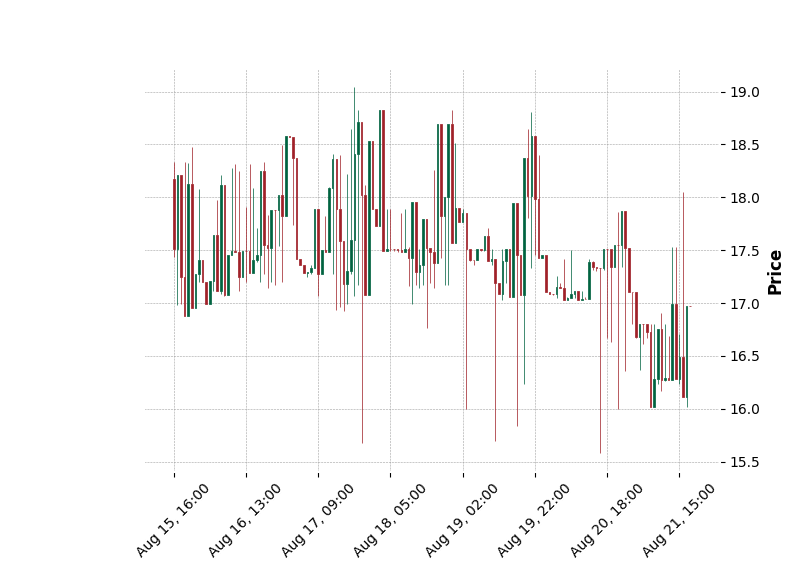 19.0
18.5
18.0
17.5
17.0
16.5
16.0
15.5
Price
Aug 15, 16:00
Aug 16, 13:00
Aug 17, 09:00
Aug 18, 05:00
Aug 19, 02:00
Aug 19, 22:00
Aug 20, 18:00
Aug 21, 15:00